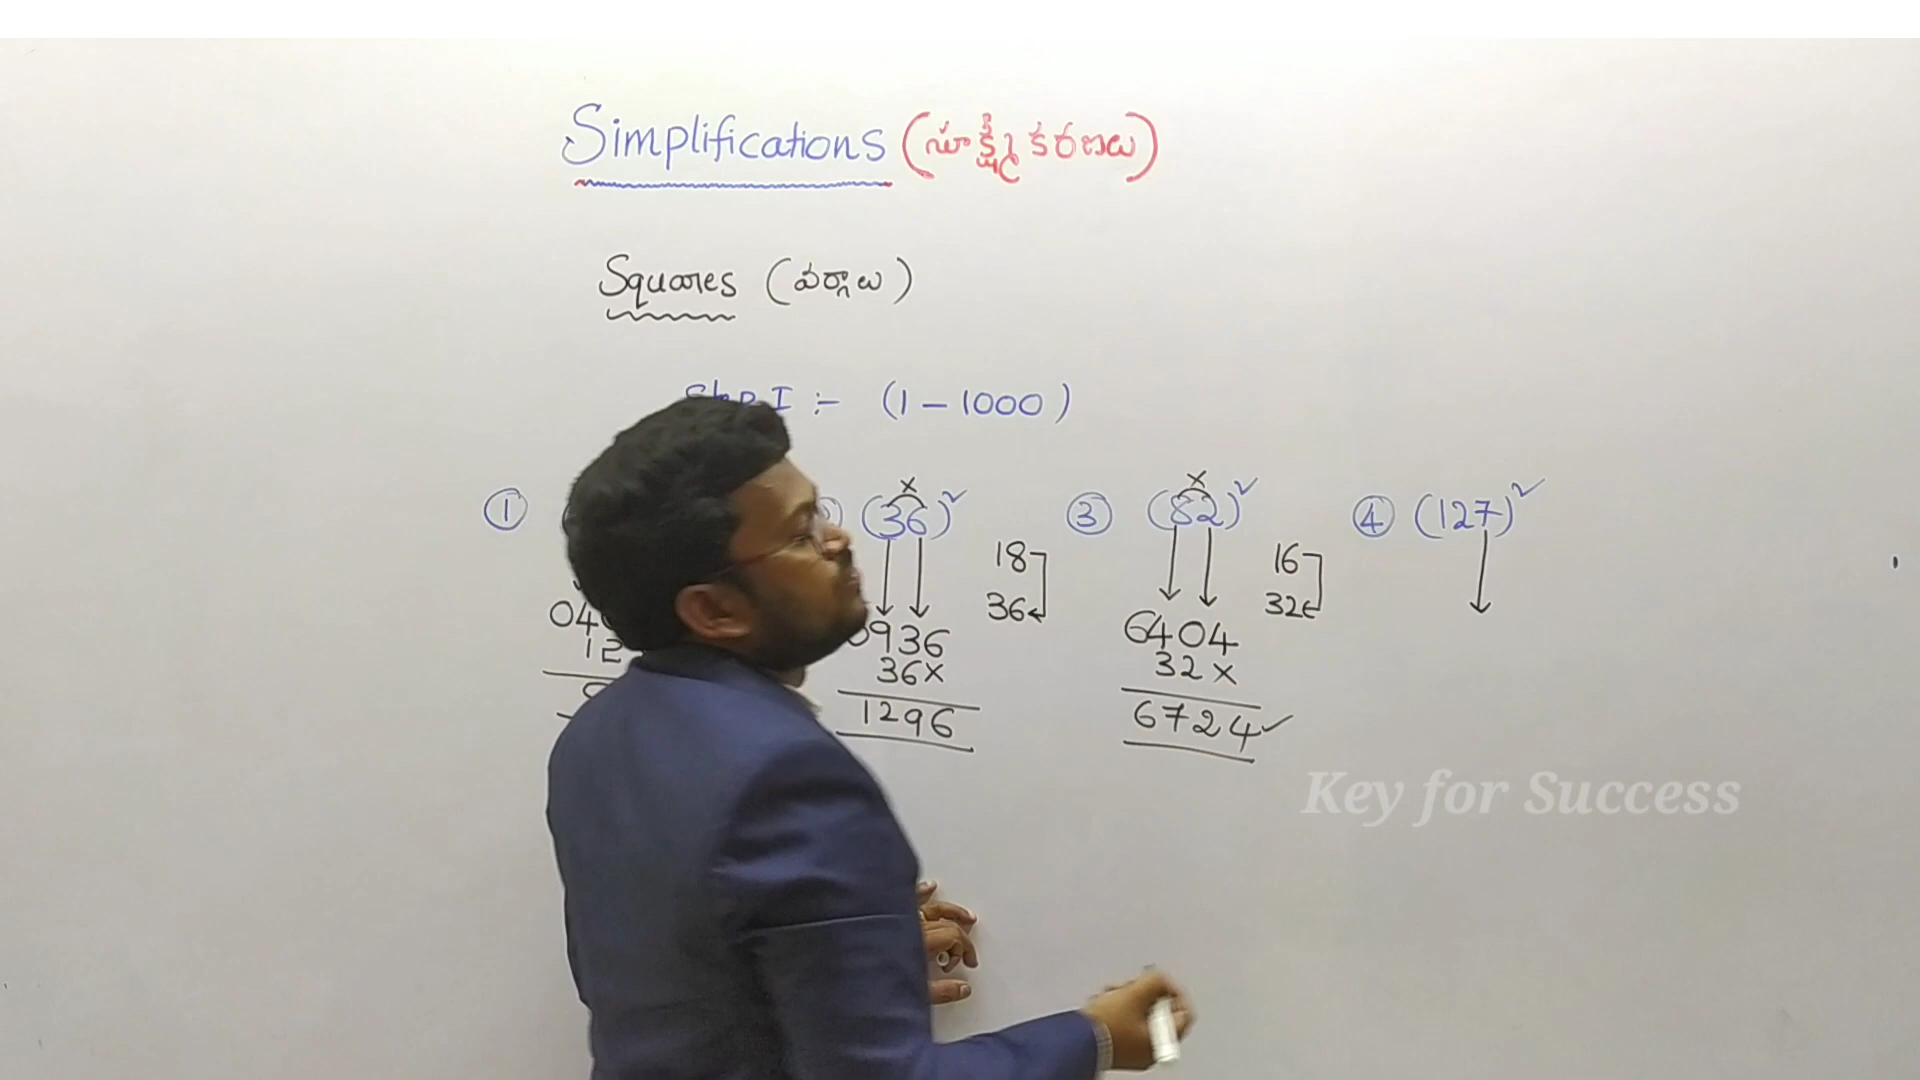 Simplifications (సూక్ష్మీకరణలు)
Squares (వర్గాలు)
Step I :- (1 - 1000)
① (36)² ③ (82)² ④ (127)²
×
×
18
36
16
32
04
12
0936
36×
1296
6404
32×
6724
Key for Success